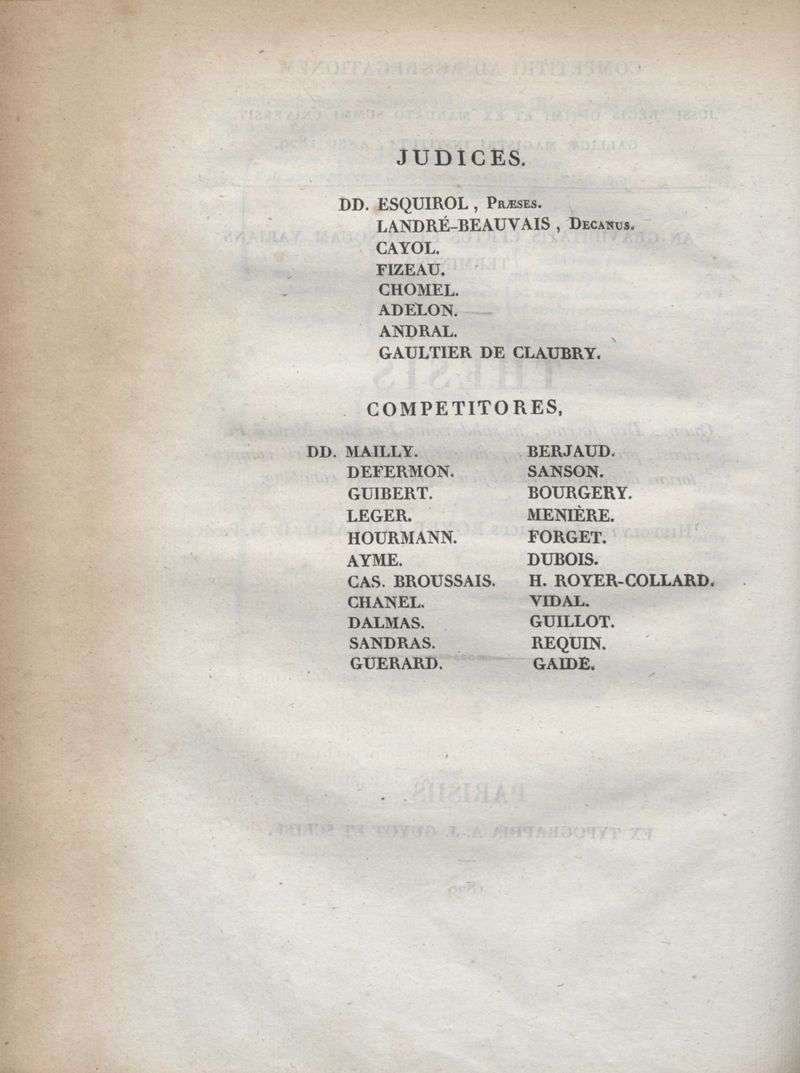 JUDICES.
DD. ESQUIROL, PRÆSES.
LANDRÉ-BEAUVAIS, DECANUS.
CAYOL.
FIZEAU.
CHOMEL.
ADELON.
ANDRAL.
GAULTIER DE CLAUBRY.
COMPETITORES,
DD. MAILLY. BERJAUD.
DEFERMON. SANSON.
GUIBERT. BOURGERY.
LEGER. MENIÈRE.
HOURMANN. FORGET.
AYME. DUBOIS.
CAS. BROUSSAIS. H. ROYER-COLLARD.
CHANEL. VIDAL.
DALMAS. GUILLOT.
SANDRAS. REQUIN.
GUERARD. GAIDE.